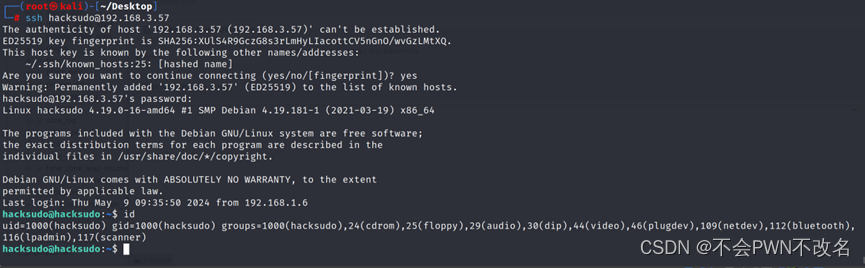 ┌──(root㉿kali)-[~/Desktop]
└─# ssh hacksudo@192.168.3.57
The authenticity of host '192.168.3.57 (192.168.3.57)' can't be established.
ED25519 key fingerprint is SHA256:XUlS4R9GczG8s3rLmHyLIacottCV5nGnO/wvGzLMtXQ.
This host key is known by the following other names/addresses:
    ~/.ssh/known_hosts:25: [hashed name]
Are you sure you want to continue connecting (yes/no/[fingerprint])? yes
Warning: Permanently added '192.168.3.57' (ED25519) to the list of known hosts.
hacksudo@192.168.3.57's password:
Linux hacksudo 4.19.0-16-amd64 #1 SMP Debian 4.19.181-1 (2021-03-19) x86_64
The programs included with the Debian GNU/Linux system are free software;
the exact distribution terms for each program are described in the
individual files in /usr/share/doc/*/copyright.
Debian GNU/Linux comes with ABSOLUTELY NO WARRANTY, to the extent
permitted by applicable law.
Last login: Thu May  9 09:35:50 2024 from 192.168.1.6
hacksudo@hacksudo:~$ id
uid=1000(hacksudo) gid=1000(hacksudo) groups=1000(hacksudo),24(cdrom),25(floppy),29(audio),30(dip),44(video),46(plugdev),109(netdev),112(bluetooth),
116(lpadmin),117(scanner)
hacksudo@hacksudo:~$
CSDN @不会PWN不改名